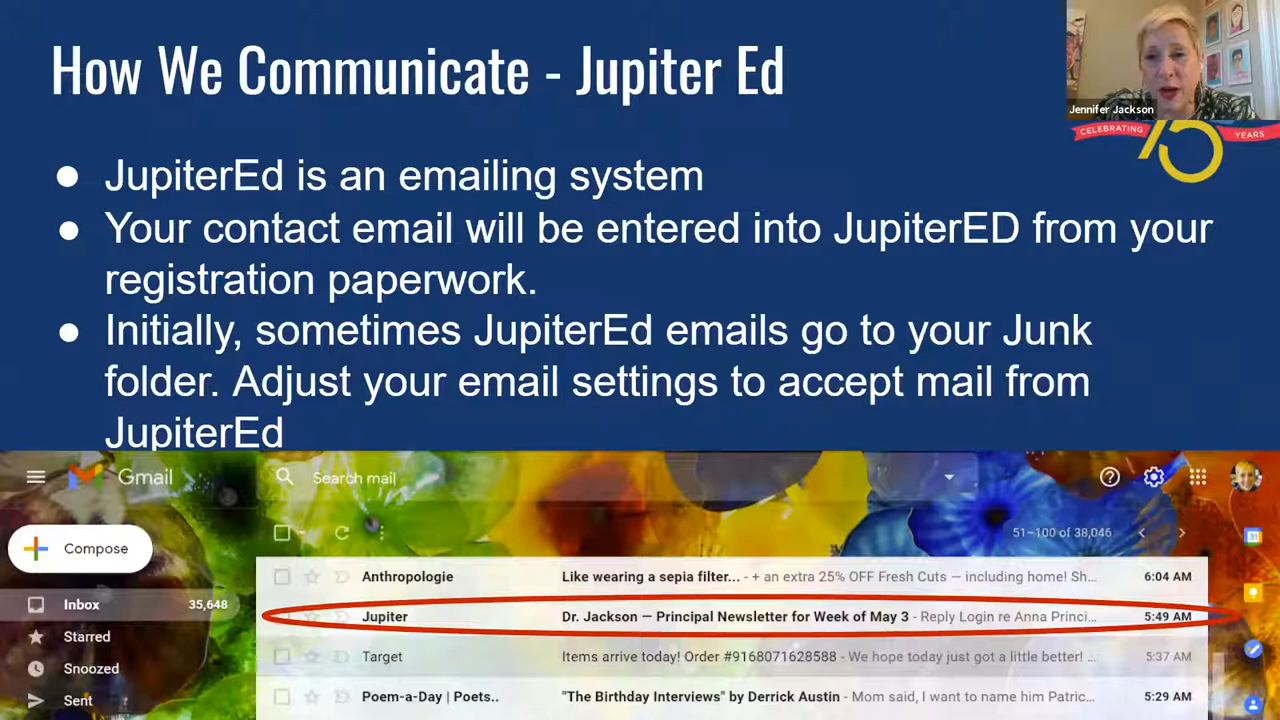 How We Communicate - Jupiter Ed
Jennifer Jackson
CELEBRATING 75 YEARS
● JupiterEd is an emailing system
● Your contact email will be entered into JupiterED from your
registration paperwork.
● Initially, sometimes JupiterEd emails go to your Junk
folder. Adjust your email settings to accept mail from
JupiterEd
Gmail
Search mail
Compose
51–100 of 38,046
Anthropologie Like wearing a sepia filter... - + an extra 25% OFF Fresh Cuts — including home! Sh... 6:04 AM
Inbox 35,648
Jupiter Dr. Jackson — Principal Newsletter for Week of May 3 - Reply Login re Anna Princi... 5:49 AM
Starred
Target Items arrive today! Order #9168071628588 - We hope today just got a little better! ... 5:37 AM
Snoozed
Poem-a-Day | Poets.. "The Birthday Interviews" by Derrick Austin - Mom said, I want to name him Patric... 5:29 AM
Sent